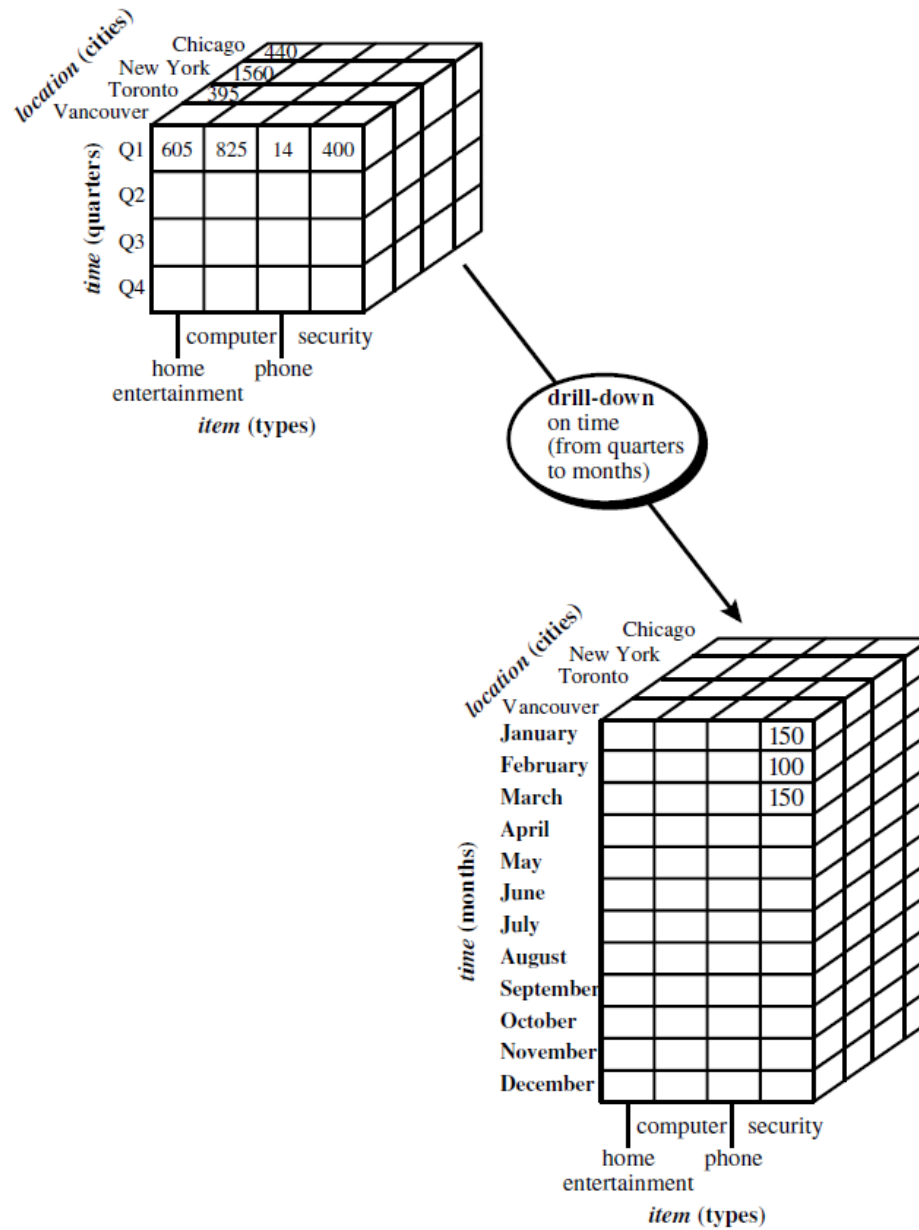 location (cities)
Chicago 440
New York 1560
Toronto 395
Vancouver
time (quarters)
Q1 605 825 14 400
Q2
Q3
Q4
computer security
home phone
entertainment
item (types)
drill-down
on time
(from quarters
to months)
location (cities)
Chicago
New York
Toronto
Vancouver
time (months)
January 150
February 100
March 150
April
May
June
July
August
September
October
November
December
computer security
home phone
entertainment
item (types)